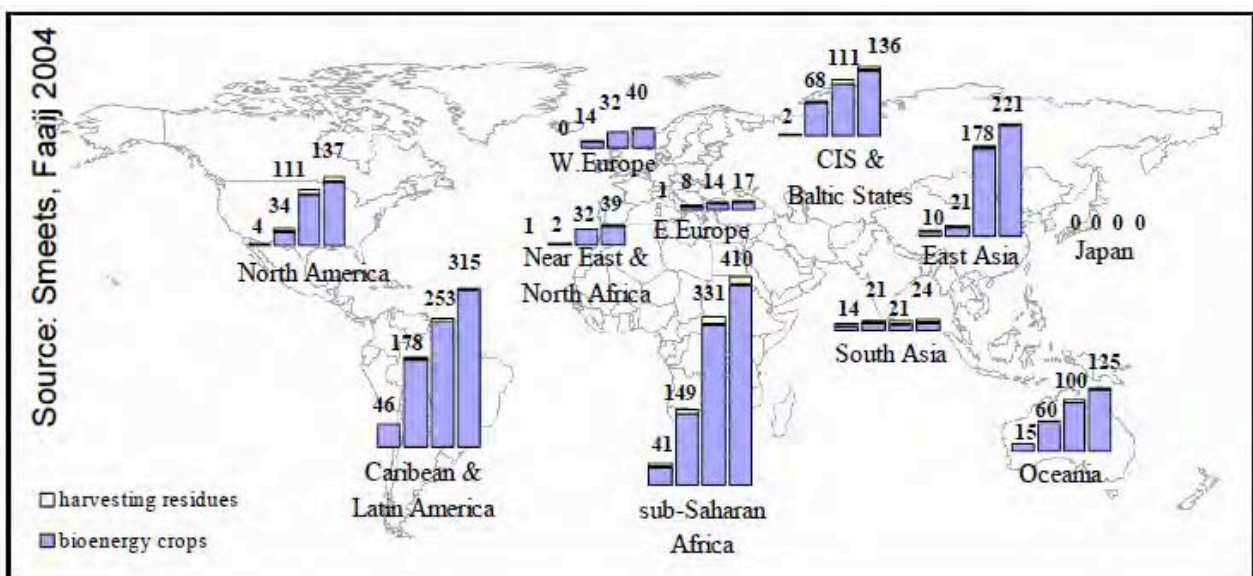 Source: Smeets, Faaij 2004
0 14 32 40
W.Europe
2 68 111 136
CIS &
Baltic States
4 34 111 137
North America
1 2 32 39
Near East &
North Africa
1 8 14 17
E.Europe
10 21 178 221
East Asia
0 0 0 0
Japan
46 178 253 315
Caribean &
Latin America
41 149 331 410
sub-Saharan
Africa
14 21 21 24
South Asia
15 60 100 125
Oceania
harvesting residues
bioenergy crops